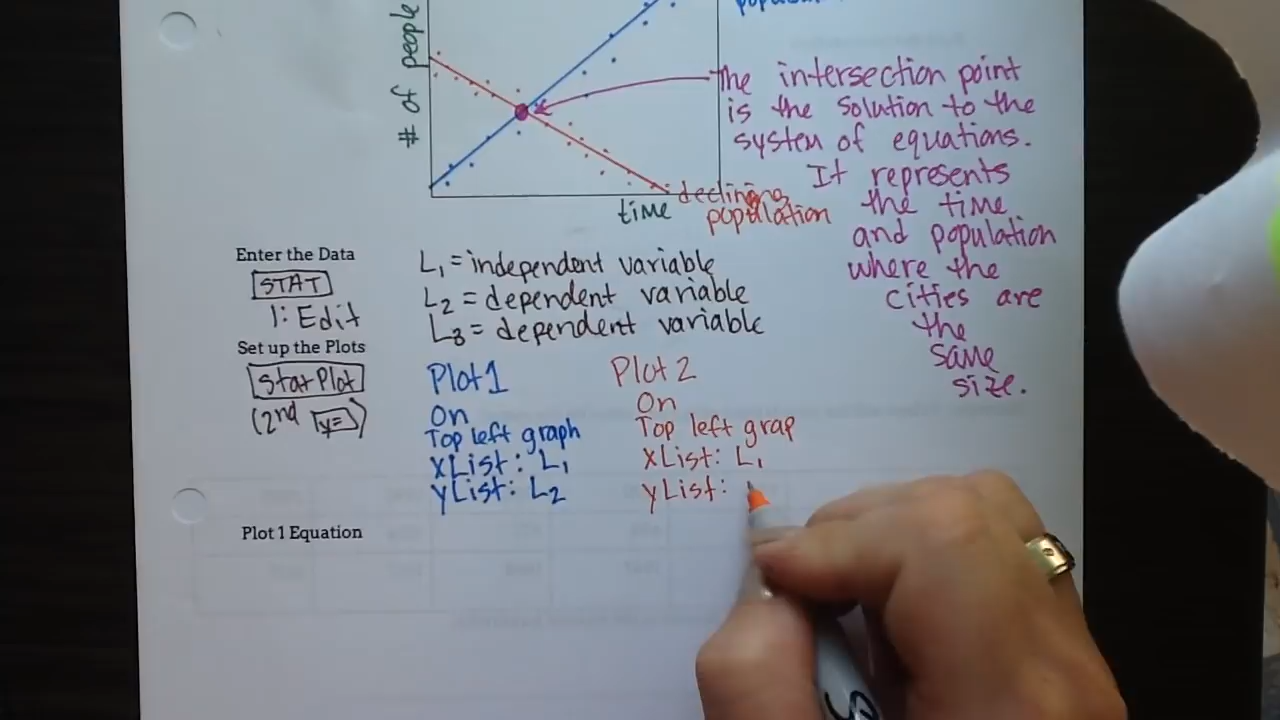 # of people
The intersection point
is the solution to the
system of equations.
It represents
the time
and population
where the
cities are
the
same
size.
time
declining
population
Enter the Data
STAT
1: Edit
L1 = independent variable
L2 = dependent variable
L3 = dependent variable
Set up the Plots
Stat Plot
(2nd y=)
Plot 1
On
Top left graph
xList: L1
yList: L2
Plot 2
On
Top left grap
xList: L1
yList:
Plot 1 Equation